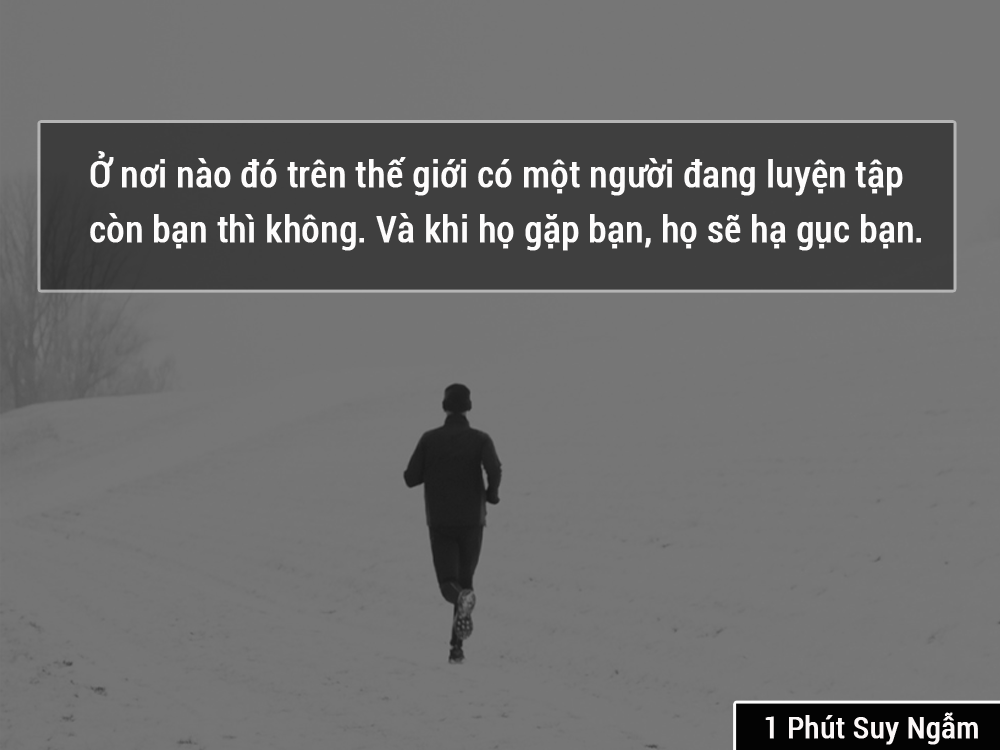 Ở nơi nào đó trên thế giới có một người đang luyện tập
còn bạn thì không. Và khi họ gặp bạn, họ sẽ hạ gục bạn.
1 Phút Suy Ngẫm